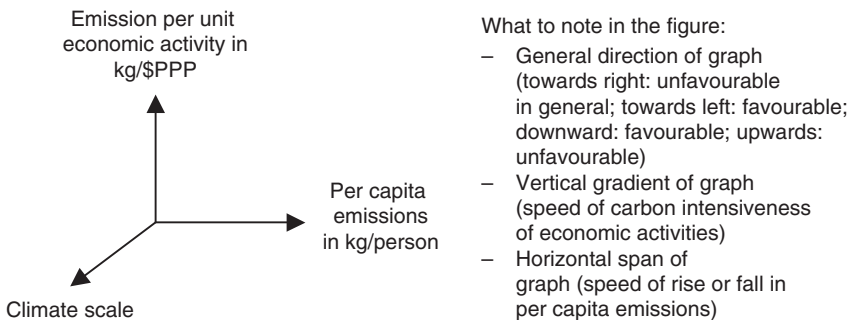 Emission per unit
economic activity in
kg/$PPP
Per capita
emissions
in kg/person
Climate scale
What to note in the figure:
– General direction of graph
(towards right: unfavourable
in general; towards left: favourable;
downward: favourable; upwards:
unfavourable)
– Vertical gradient of graph
(speed of carbon intensiveness
of economic activities)
– Horizontal span of
graph (speed of rise or fall in
per capita emissions)